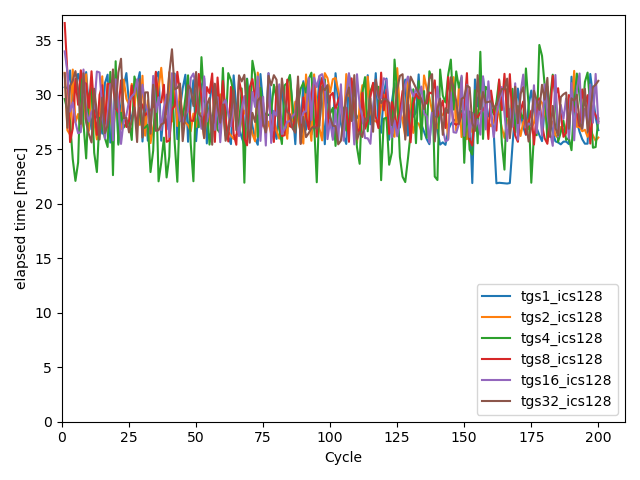 elapsed time [msec]
35
30
25
20
15
10
5
0
0 25 50 75 100 125 150 175 200
Cycle
tgs1_ics128
tgs2_ics128
tgs4_ics128
tgs8_ics128
tgs16_ics128
tgs32_ics128